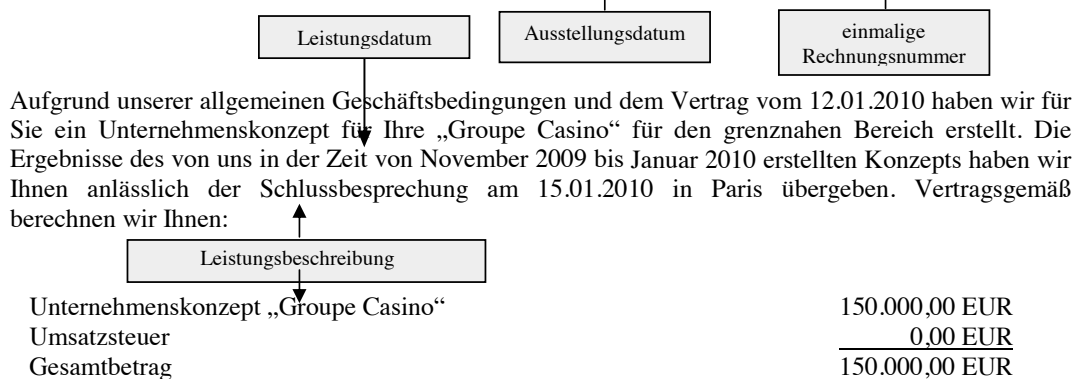 Leistungsdatum
Ausstellungsdatum
einmalige
Rechnungsnummer
Aufgrund unserer allgemeinen Geschäftsbedingungen und dem Vertrag vom 12.01.2010 haben wir für
Sie ein Unternehmenskonzept für Ihre „Groupe Casino“ für den grenznahen Bereich erstellt. Die
Ergebnisse des von uns in der Zeit von November 2009 bis Januar 2010 erstellten Konzepts haben wir
Ihnen anlässlich der Schlussbesprechung am 15.01.2010 in Paris übergeben. Vertragsgemäß
berechnen wir Ihnen:
Leistungsbeschreibung
Unternehmenskonzept „Groupe Casino“ 150.000,00 EUR
Umsatzsteuer 0,00 EUR
Gesamtbetrag 150.000,00 EUR